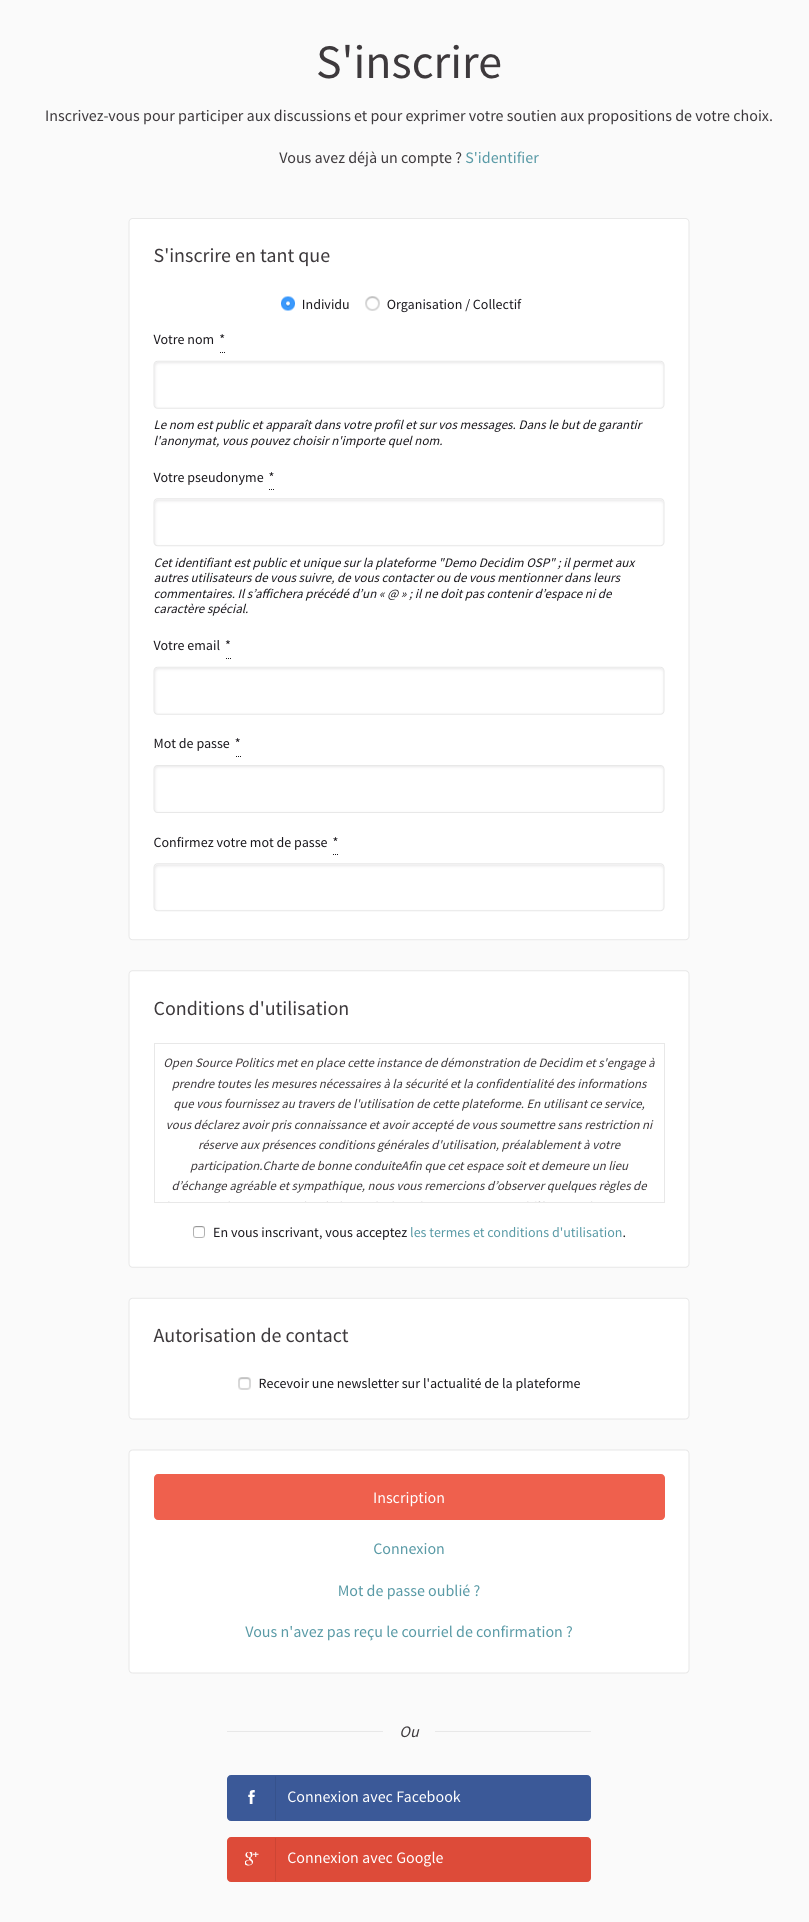 S'inscrire
Inscrivez-vous pour participer aux discussions et pour exprimer votre soutien aux propositions de votre choix.
Vous avez déjà un compte ? S'identifier
S'inscrire en tant que
Individu Organisation / Collectif
Votre nom *
Le nom est public et apparaît dans votre profil et sur vos messages. Dans le but de garantir
l'anonymat, vous pouvez choisir n'importe quel nom.
Votre pseudonyme *
Cet identifiant est public et unique sur la plateforme "Demo Decidim OSP" ; il permet aux
autres utilisateurs de vous suivre, de vous contacter ou de vous mentionner dans leurs
commentaires. Il s’affichera précédé d’un « @ » ; il ne doit pas contenir d’espace ni de
caractère spécial.
Votre email *
Mot de passe *
Confirmez votre mot de passe *
Conditions d'utilisation
Open Source Politics met en place cette instance de démonstration de Decidim et s'engage à
prendre toutes les mesures nécessaires à la sécurité et la confidentialité des informations
que vous fournissez au travers de l'utilisation de cette plateforme. En utilisant ce service,
vous déclarez avoir pris connaissance et avoir accepté de vous soumettre sans restriction ni
réserve aux présences conditions générales d'utilisation, préalablement à votre
participation.Charte de bonne conduiteAfin que cet espace soit et demeure un lieu
d’échange agréable et sympathique, nous vous remercions d’observer quelques règles de
En vous inscrivant, vous acceptez les termes et conditions d'utilisation.
Autorisation de contact
Recevoir une newsletter sur l'actualité de la plateforme
Inscription
Connexion
Mot de passe oublié ?
Vous n'avez pas reçu le courriel de confirmation ?
Ou
f Connexion avec Facebook
g+ Connexion avec Google